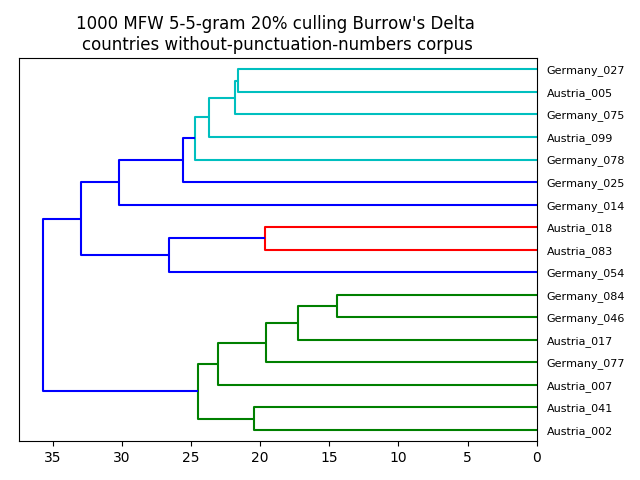 1000 MFW 5-5-gram 20% culling Burrow's Delta
countries without-punctuation-numbers corpus
Germany_027
Austria_005
Germany_075
Austria_099
Germany_078
Germany_025
Germany_014
Austria_018
Austria_083
Germany_054
Germany_084
Germany_046
Austria_017
Germany_077
Austria_007
Austria_041
Austria_002
35 30 25 20 15 10 5 0